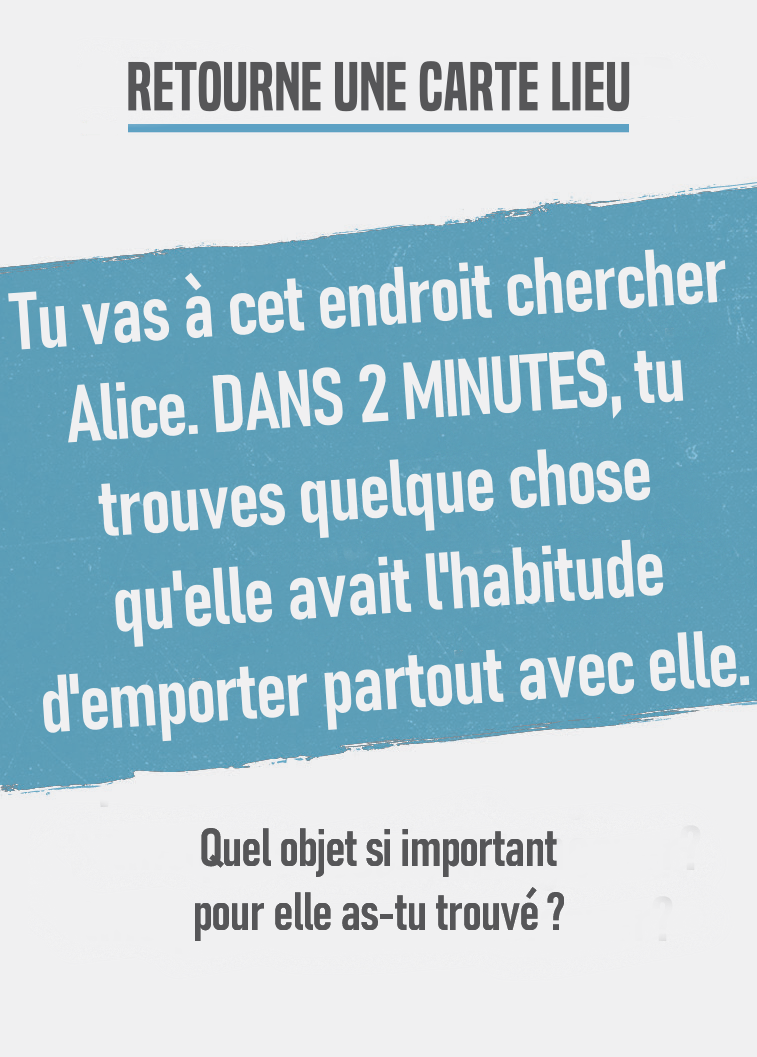 RETOURNE UNE CARTE LIEU
Tu vas à cet endroit chercher
Alice. DANS 2 MINUTES, tu
trouves quelque chose
qu'elle avait l'habitude
d'emporter partout avec elle.
Quel objet si important
pour elle as-tu trouvé ?